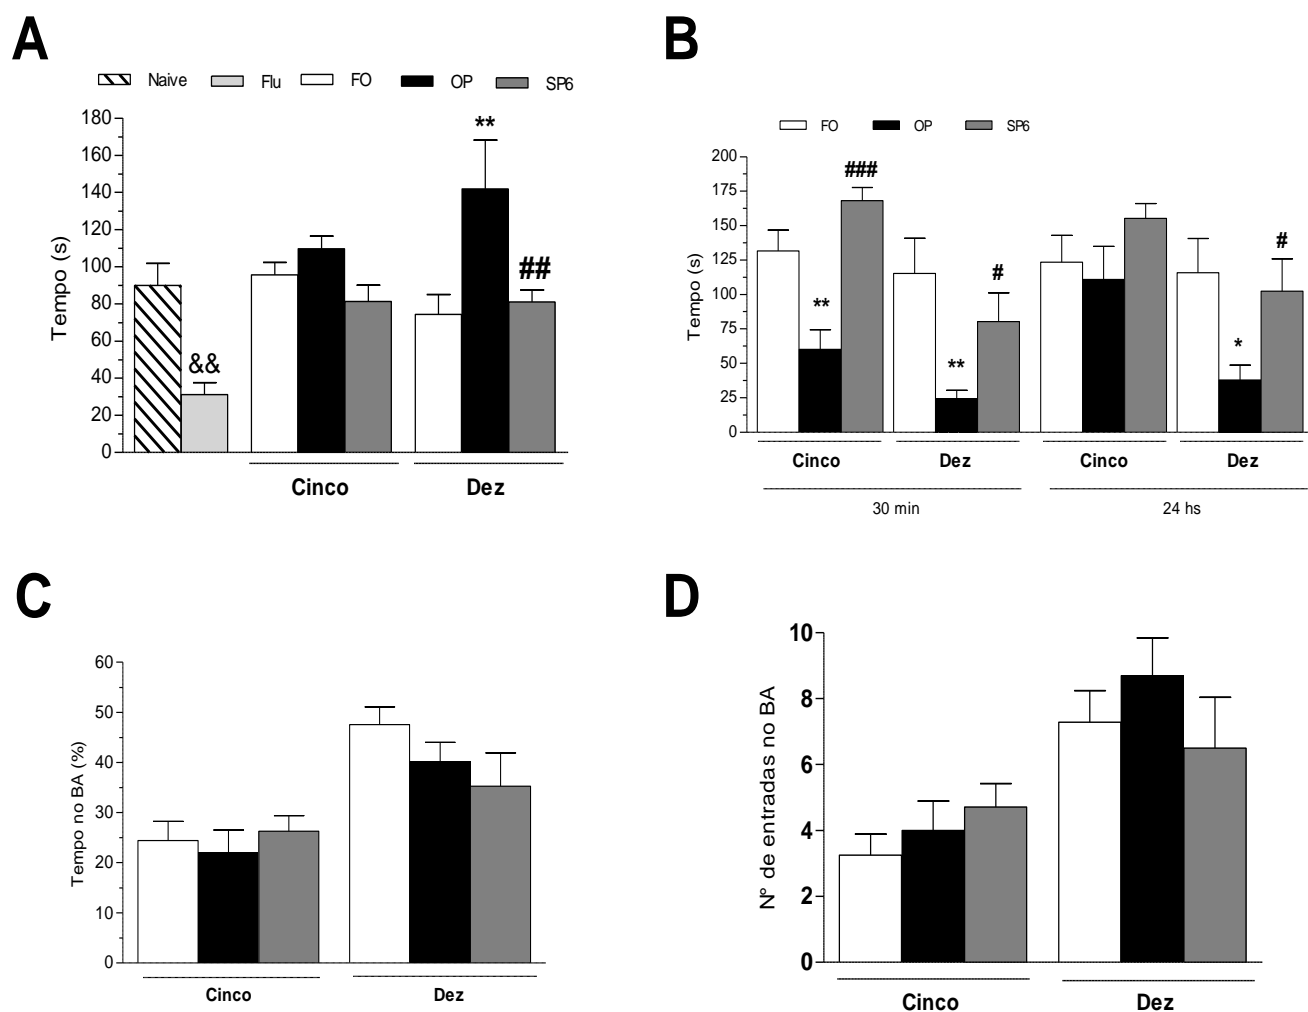 A
Naive Flu FO OP SP6
180
160
140
120
100
80
60
40
20
0
Tempo (s)
&&
**
##
Cinco Dez
B
FO OP SP6
200
175
150
125
100
75
50
25
0
Tempo (s)
**
###
**
#
*
#
Cinco Dez Cinco Dez
30 min 24 hs
C
60
50
40
30
20
10
0
Tempo no BA (%)
Cinco Dez
D
10
8
6
4
2
0
Nº de entradas no BA
Cinco Dez